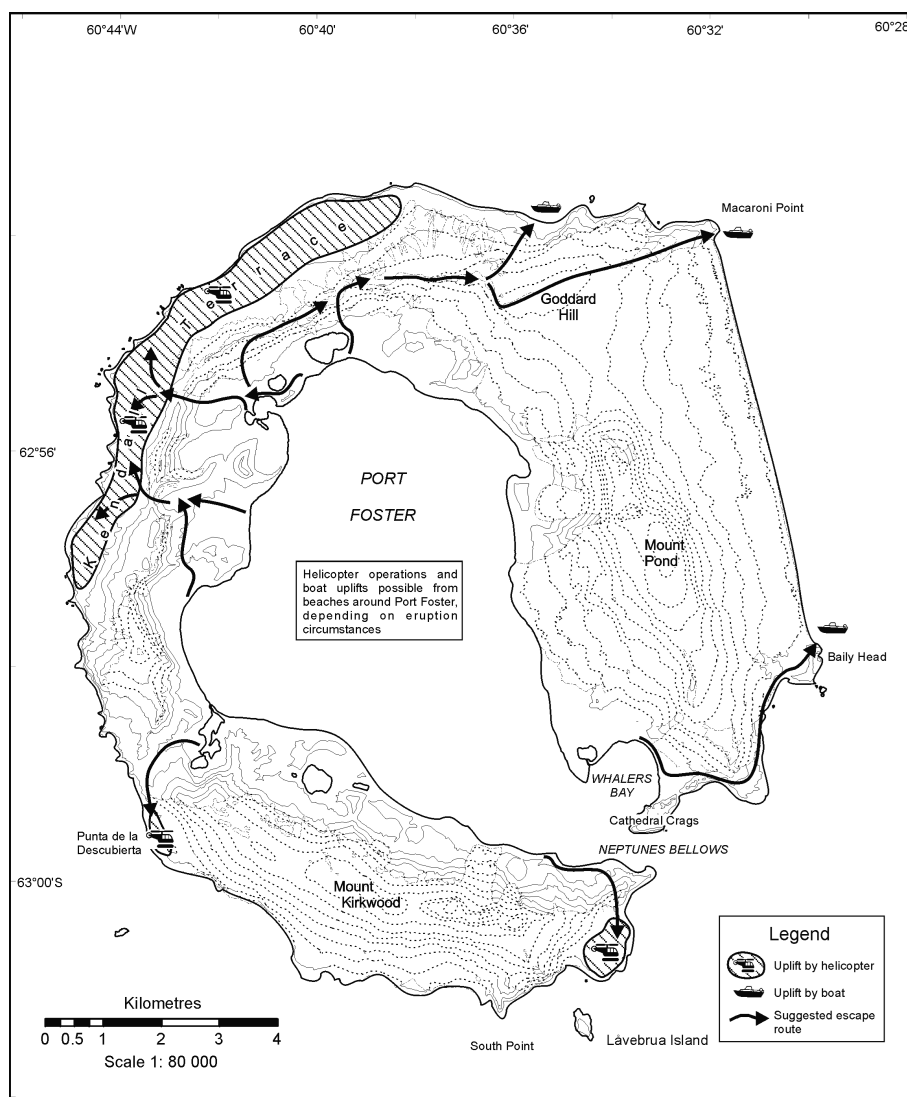 60°44'W
60°40'
60°36'
60°32'
60°28'
Macaroni Point
Goddard
Hill
Kendall Terrace
62°56'
PORT
FOSTER
Mount
Pond
Helicopter operations and
boat uplifts possible from
beaches around Port Foster,
depending on eruption
circumstances
Baily Head
WHALERS
BAY
Cathedral Crags
Punta de la
Descubierta
NEPTUNES BELLOWS
63°00'S
Mount
Kirkwood
Legend
Uplift by helicopter
Uplift by boat
Suggested escape
route
Kilometres
0 0.5 1 2 3 4
Scale 1: 80 000
South Point
Låvebrua Island